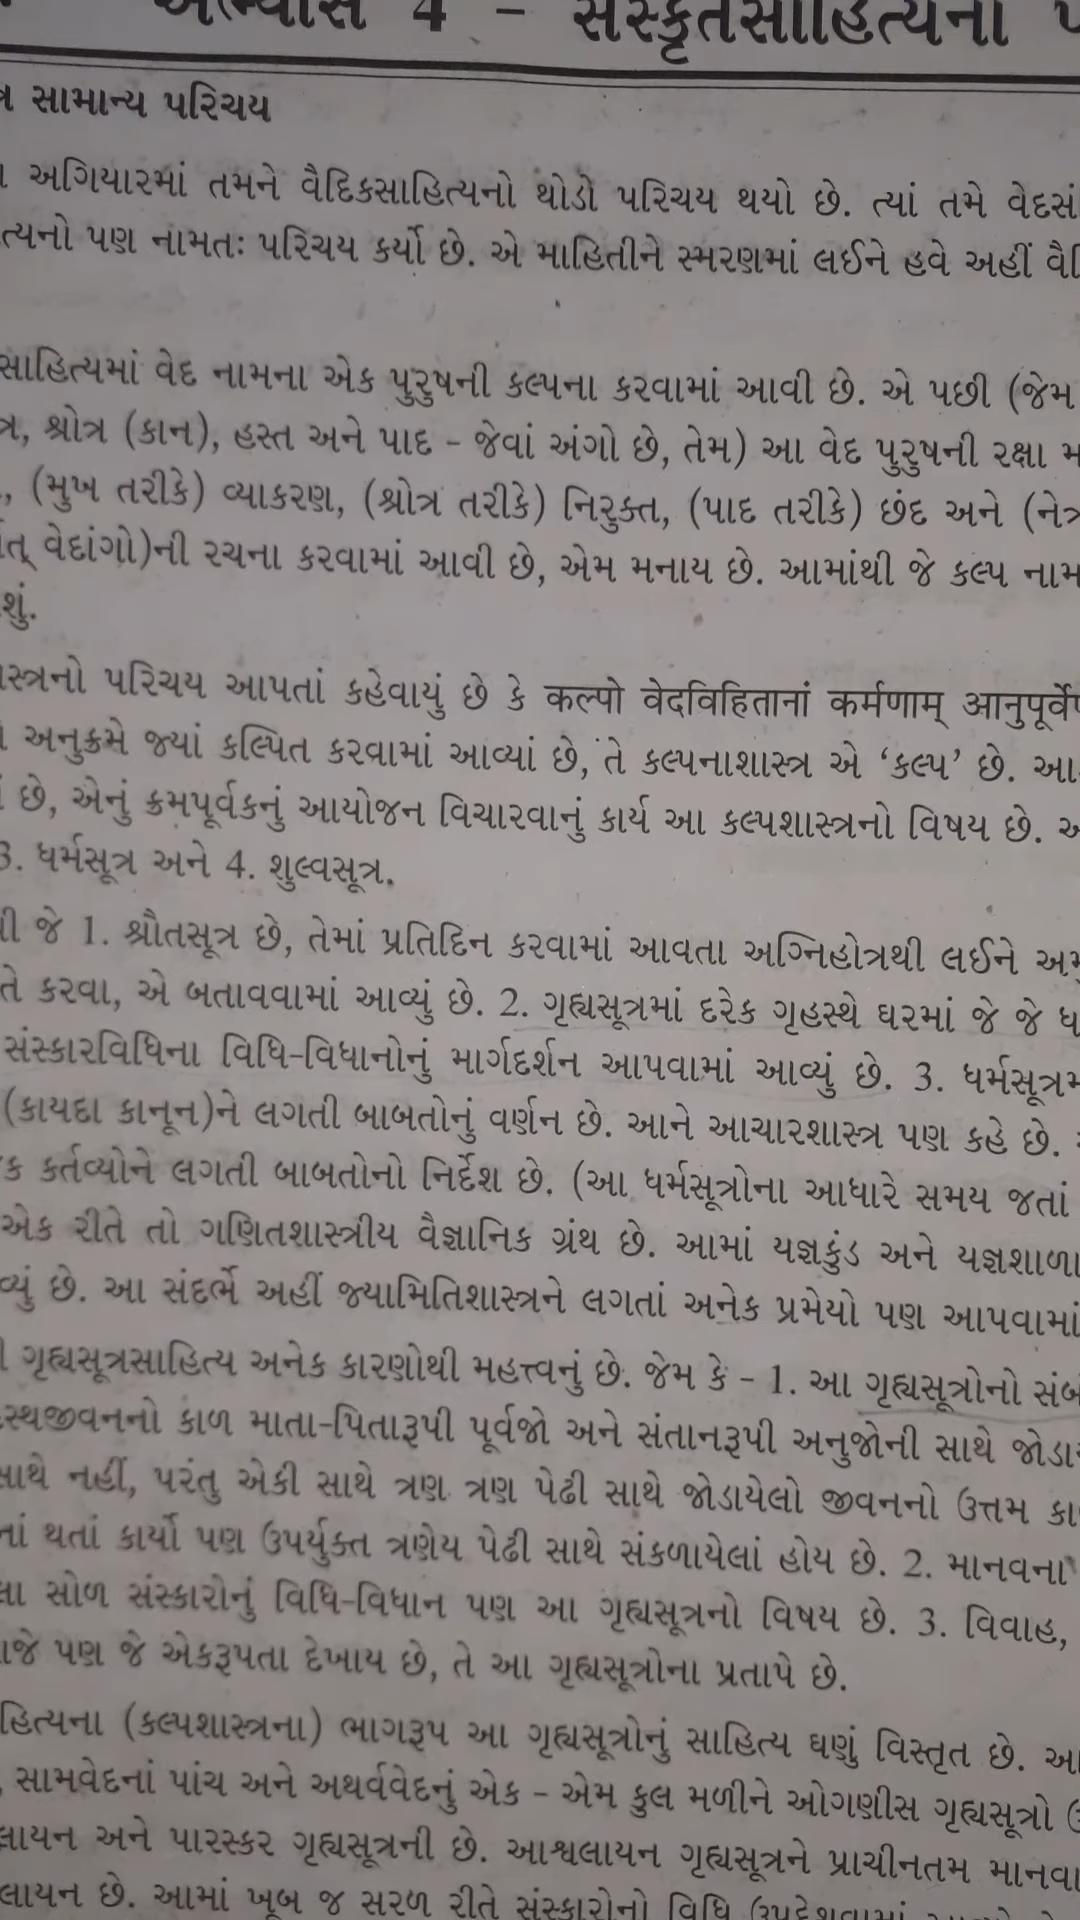 4 - સંસ્કૃતસાહિત્યના
સામાન્ય પરિચય
અગિયારમાં તમને વૈદિકસાહિત્યનો થોડો પરિચય થયો છે. ત્યાં તમે વેદસં
ત્યનો પણ નામતઃ પરિચય કર્યો છે. એ માહિતીને સ્મરણમાં લઈને હવે અહીં વૈદિ
સાહિત્યમાં વેદ નામના એક પુરુષની કલ્પના કરવામાં આવી છે. એ પછી (જેમ
ત્ર, શ્રોત્ર (કાન), હસ્ત અને પાદ - જેવાં અંગો છે, તેમ) આ વેદ પુરુષની રક્ષા મ
, (મુખ તરીકે) વ્યાકરણ, (શ્રોત્ર તરીકે) નિરુક્ત, (પાદ તરીકે) છંદ અને (નેત્ર
ત્ વેદાંગો)ની રચના કરવામાં આવી છે, એમ મનાય છે. આમાંથી જે કલ્પ નામ
શું.
સ્ત્રનો પરિચય આપતાં કહેવાયું છે કે कल्पो वेदविहितानां कर्मणाम् आनुपूर्वे
અનુક્રમે જ્યાં કલ્પિત કરવામાં આવ્યાં છે, તે કલ્પનાશાસ્ત્ર એ ‘કલ્પ’ છે. આ
છે, એનું ક્રમપૂર્વકનું આયોજન વિચારવાનું કાર્ય આ કલ્પશાસ્ત્રનો વિષય છે.
3. ધર્મસૂત્ર અને 4. શુલ્વસૂત્ર.
ી જે 1. શ્રૌતસૂત્ર છે, તેમાં પ્રતિદિન કરવામાં આવતા અગ્નિહોત્રથી લઈને
તે કરવા, એ બતાવવામાં આવ્યું છે. 2. ગૃહ્યસૂત્રમાં દરેક ગૃહસ્થે ઘરમાં જે જે ધ
સંસ્કારવિધિના વિધિ-વિધાનોનું માર્ગદર્શન આપવામાં આવ્યું છે. 3. ધર્મસૂત્રમ
(કાયદા કાનૂન)ને લગતી બાબતોનું વર્ણન છે. આને આચારશાસ્ત્ર પણ કહે છે.
ક કર્તવ્યોને લગતી બાબતોનો નિર્દેશ છે. (આ ધર્મસૂત્રોના આધારે સમય જતાં
એક રીતે તો ગણિતશાસ્ત્રીય વૈજ્ઞાનિક ગ્રંથ છે. આમાં યજ્ઞકુંડ અને યજ્ઞશાળા
વ્યું છે. આ સંદર્ભે અહીં જ્યામિતિશાસ્ત્રને લગતાં અનેક પ્રમેયો પણ આપવામાં
ગૃહ્યસૂત્રસાહિત્ય અનેક કારણોથી મહત્ત્વનું છે. જેમ કે - 1. આ ગૃહ્યસૂત્રોનો સંબ
સ્થજીવનનો કાળ માતા-પિતારૂપી પૂર્વજો અને સંતાનરૂપી અનુજોની સાથે જોડા
સાથે નહીં, પરંતુ એકી સાથે ત્રણ ત્રણ પેઢી સાથે જોડાયેલો જીવનનો ઉત્તમ કા
નાં થતાં કાર્યો પણ ઉપર્યુક્ત ત્રણેય પેઢી સાથે સંકળાયેલાં હોય છે. 2. માનવના
લા સોળ સંસ્કારોનું વિધિ-વિધાન પણ આ ગૃહ્યસૂત્રનો વિષય છે. 3. વિવાહ,
જે પણ જે એકરૂપતા દેખાય છે, તે આ ગૃહ્યસૂત્રોના પ્રતાપે છે.
હિત્યના (કલ્પશાસ્ત્રના) ભાગરૂપ આ ગૃહ્યસૂત્રોનું સાહિત્ય ઘણું વિસ્તૃત છે. આ
, સામવેદનાં પાંચ અને અથર્વવેદનું એક - એમ કુલ મળીને ઓગણીસ ગૃહ્યસૂત્રો
લાયન અને પારસ્કર ગૃહ્યસૂત્રની છે. આશ્વલાયન ગૃહ્યસૂત્રને પ્રાચીનતમ માનવા
લાયન છે. આમાં ખૂબ જ સરળ રીતે સંસ્કારોનો વિધિ